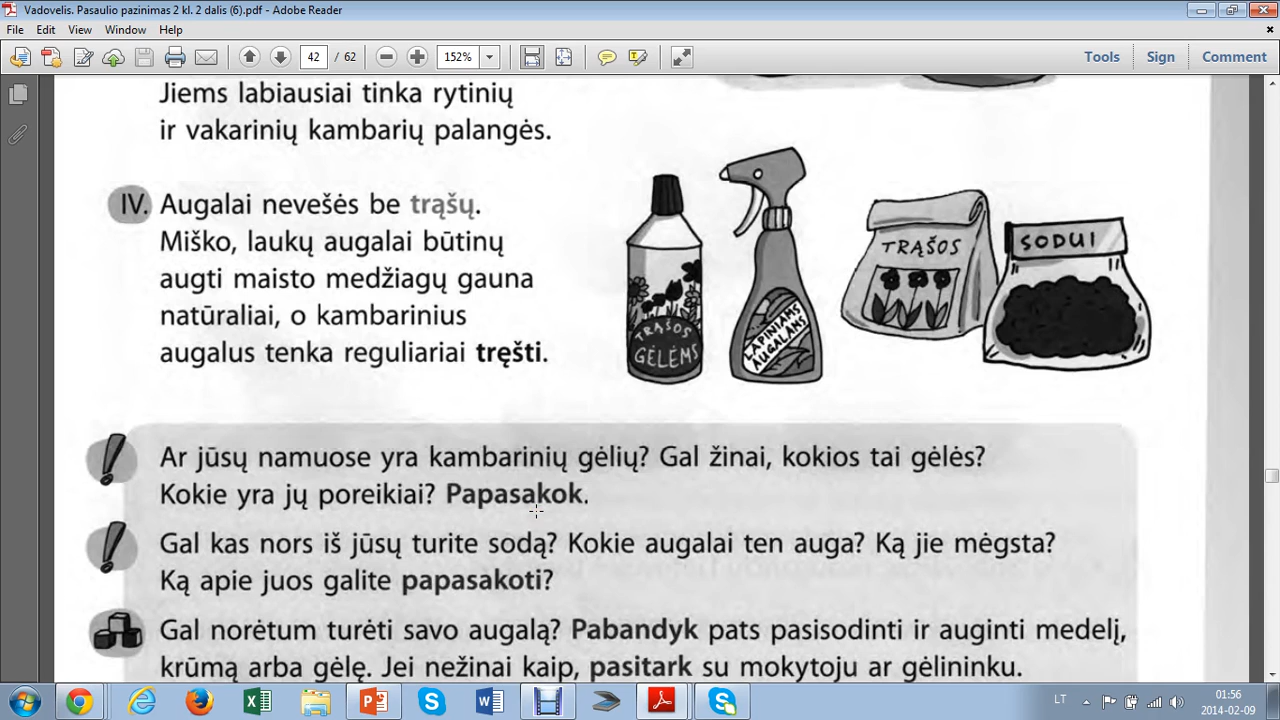 Vadovelis. Pasaulio pazinimas 2 kl. 2 dalis (6).pdf - Adobe Reader
File Edit View Window Help
42 / 62 152% Tools Sign Comment
Jiems labiausiai tinka rytinių
ir vakarinių kambarių palangės.
IV. Augalai nevešės be trąšų.
Miško, laukų augalai būtinų
augti maisto medžiagų gauna
natūraliai, o kambarinius
augalus tenka reguliariai tręšti.
TRĄŠOS
GĖLĖMS
LAPINIAMS
AUGALAMS
TRĄŠOS
SODUI
Ar jūsų namuose yra kambarinių gėlių? Gal žinai, kokios tai gėlės?
Kokie yra jų poreikiai? Papasakok.
Gal kas nors iš jūsų turite sodą? Kokie augalai ten auga? Ką jie mėgsta?
Ką apie juos galite papasakoti?
Gal norėtum turėti savo augalą? Pabandyk pats pasisodinti ir auginti medelį,
krūmą arba gėlę. Jei nežinai kaip, pasitark su mokytoju ar gėlininku.
LT 01:56
2014-02-09